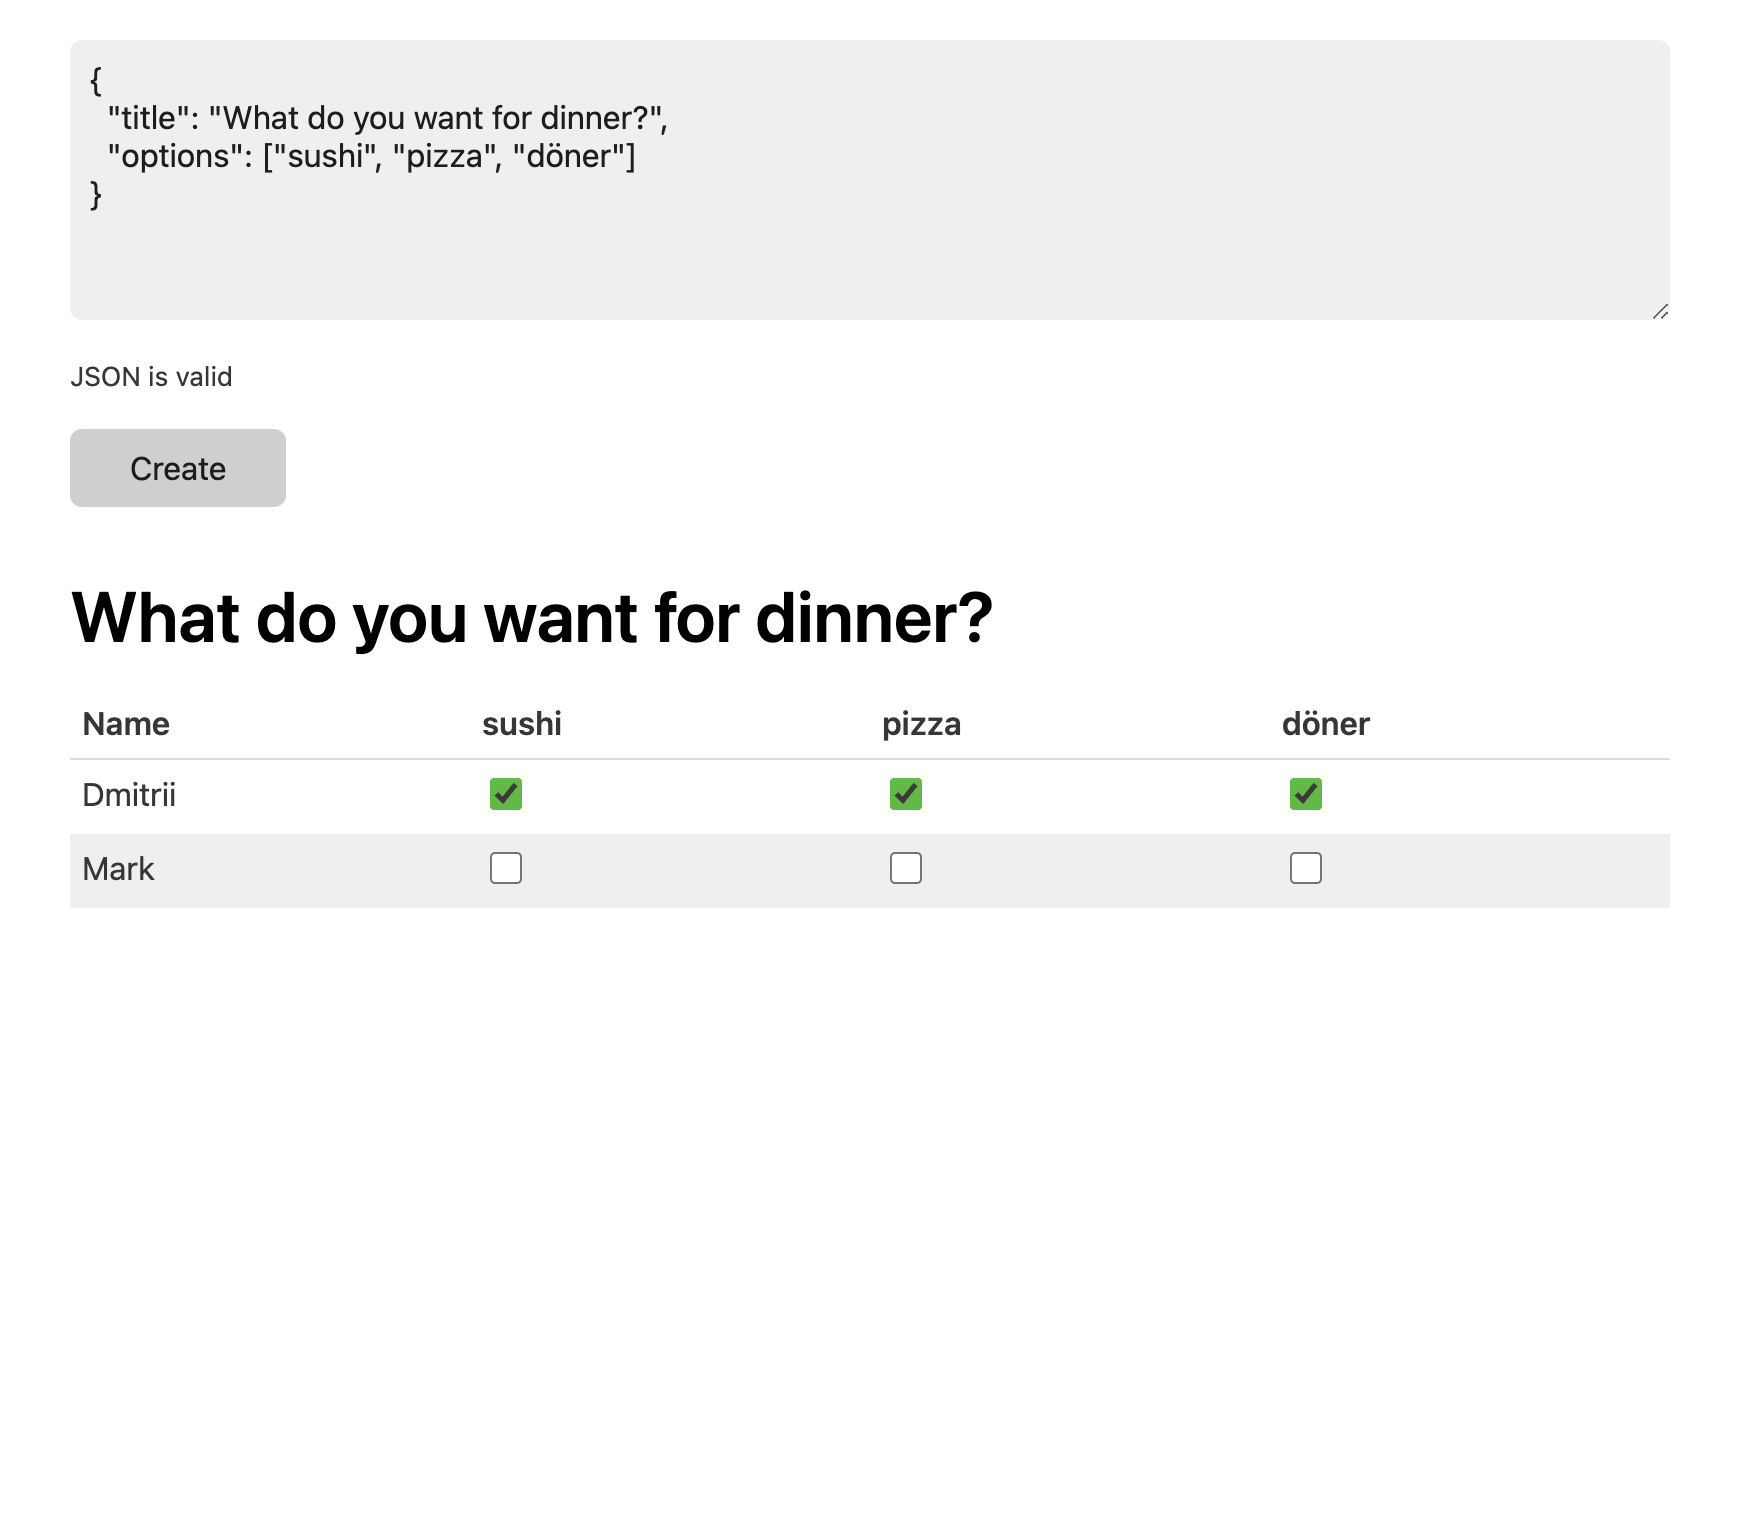 {
  "title": "What do you want for dinner?",
  "options": ["sushi", "pizza", "döner"]
}
JSON is valid
Create
What do you want for dinner?
Name sushi pizza döner
Dmitrii
Mark